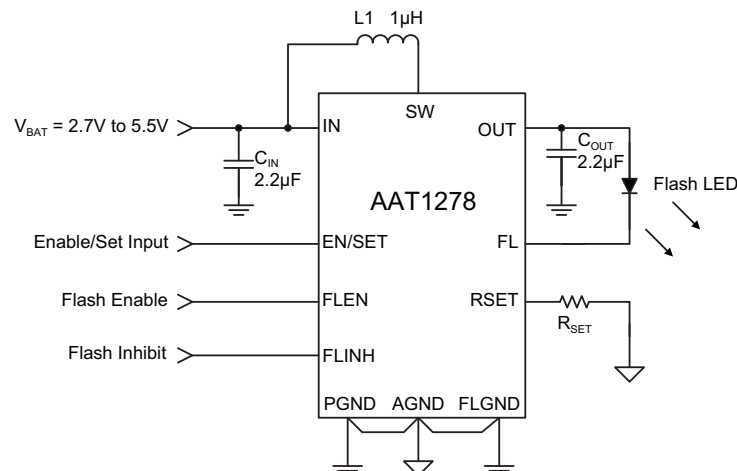 L1 1µH
SW
V_BAT = 2.7V to 5.5V
IN
OUT
C_IN
2.2µF
C_OUT
2.2µF
AAT1278
Flash LED
Enable/Set Input
EN/SET
FL
Flash Enable
FLEN
RSET
R_SET
Flash Inhibit
FLINH
PGND AGND FLGND